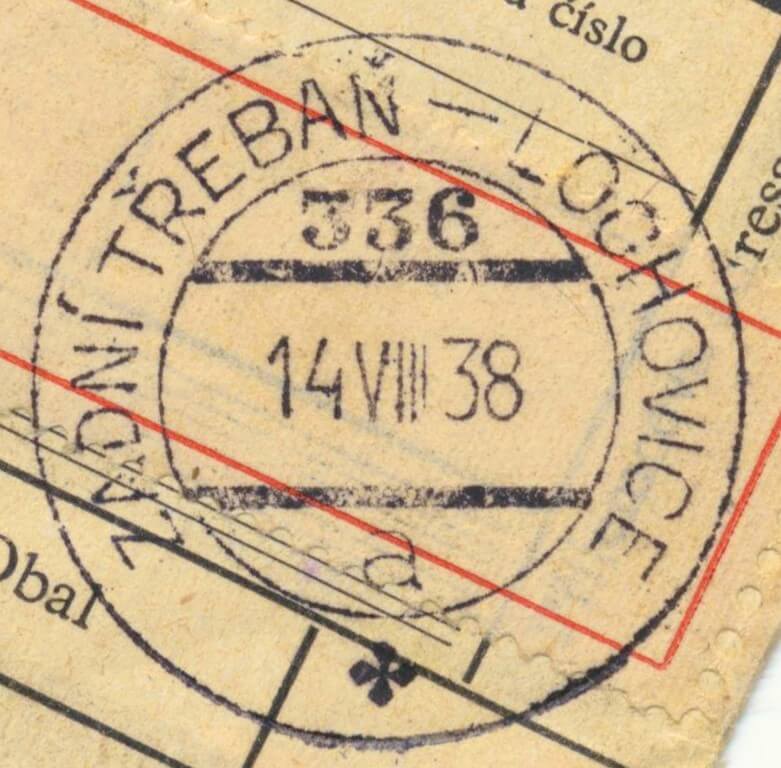 číslo
ZADNÍ TŘEBAŇ — LOCHOVICE
336
14 VIII 38
a
Obal